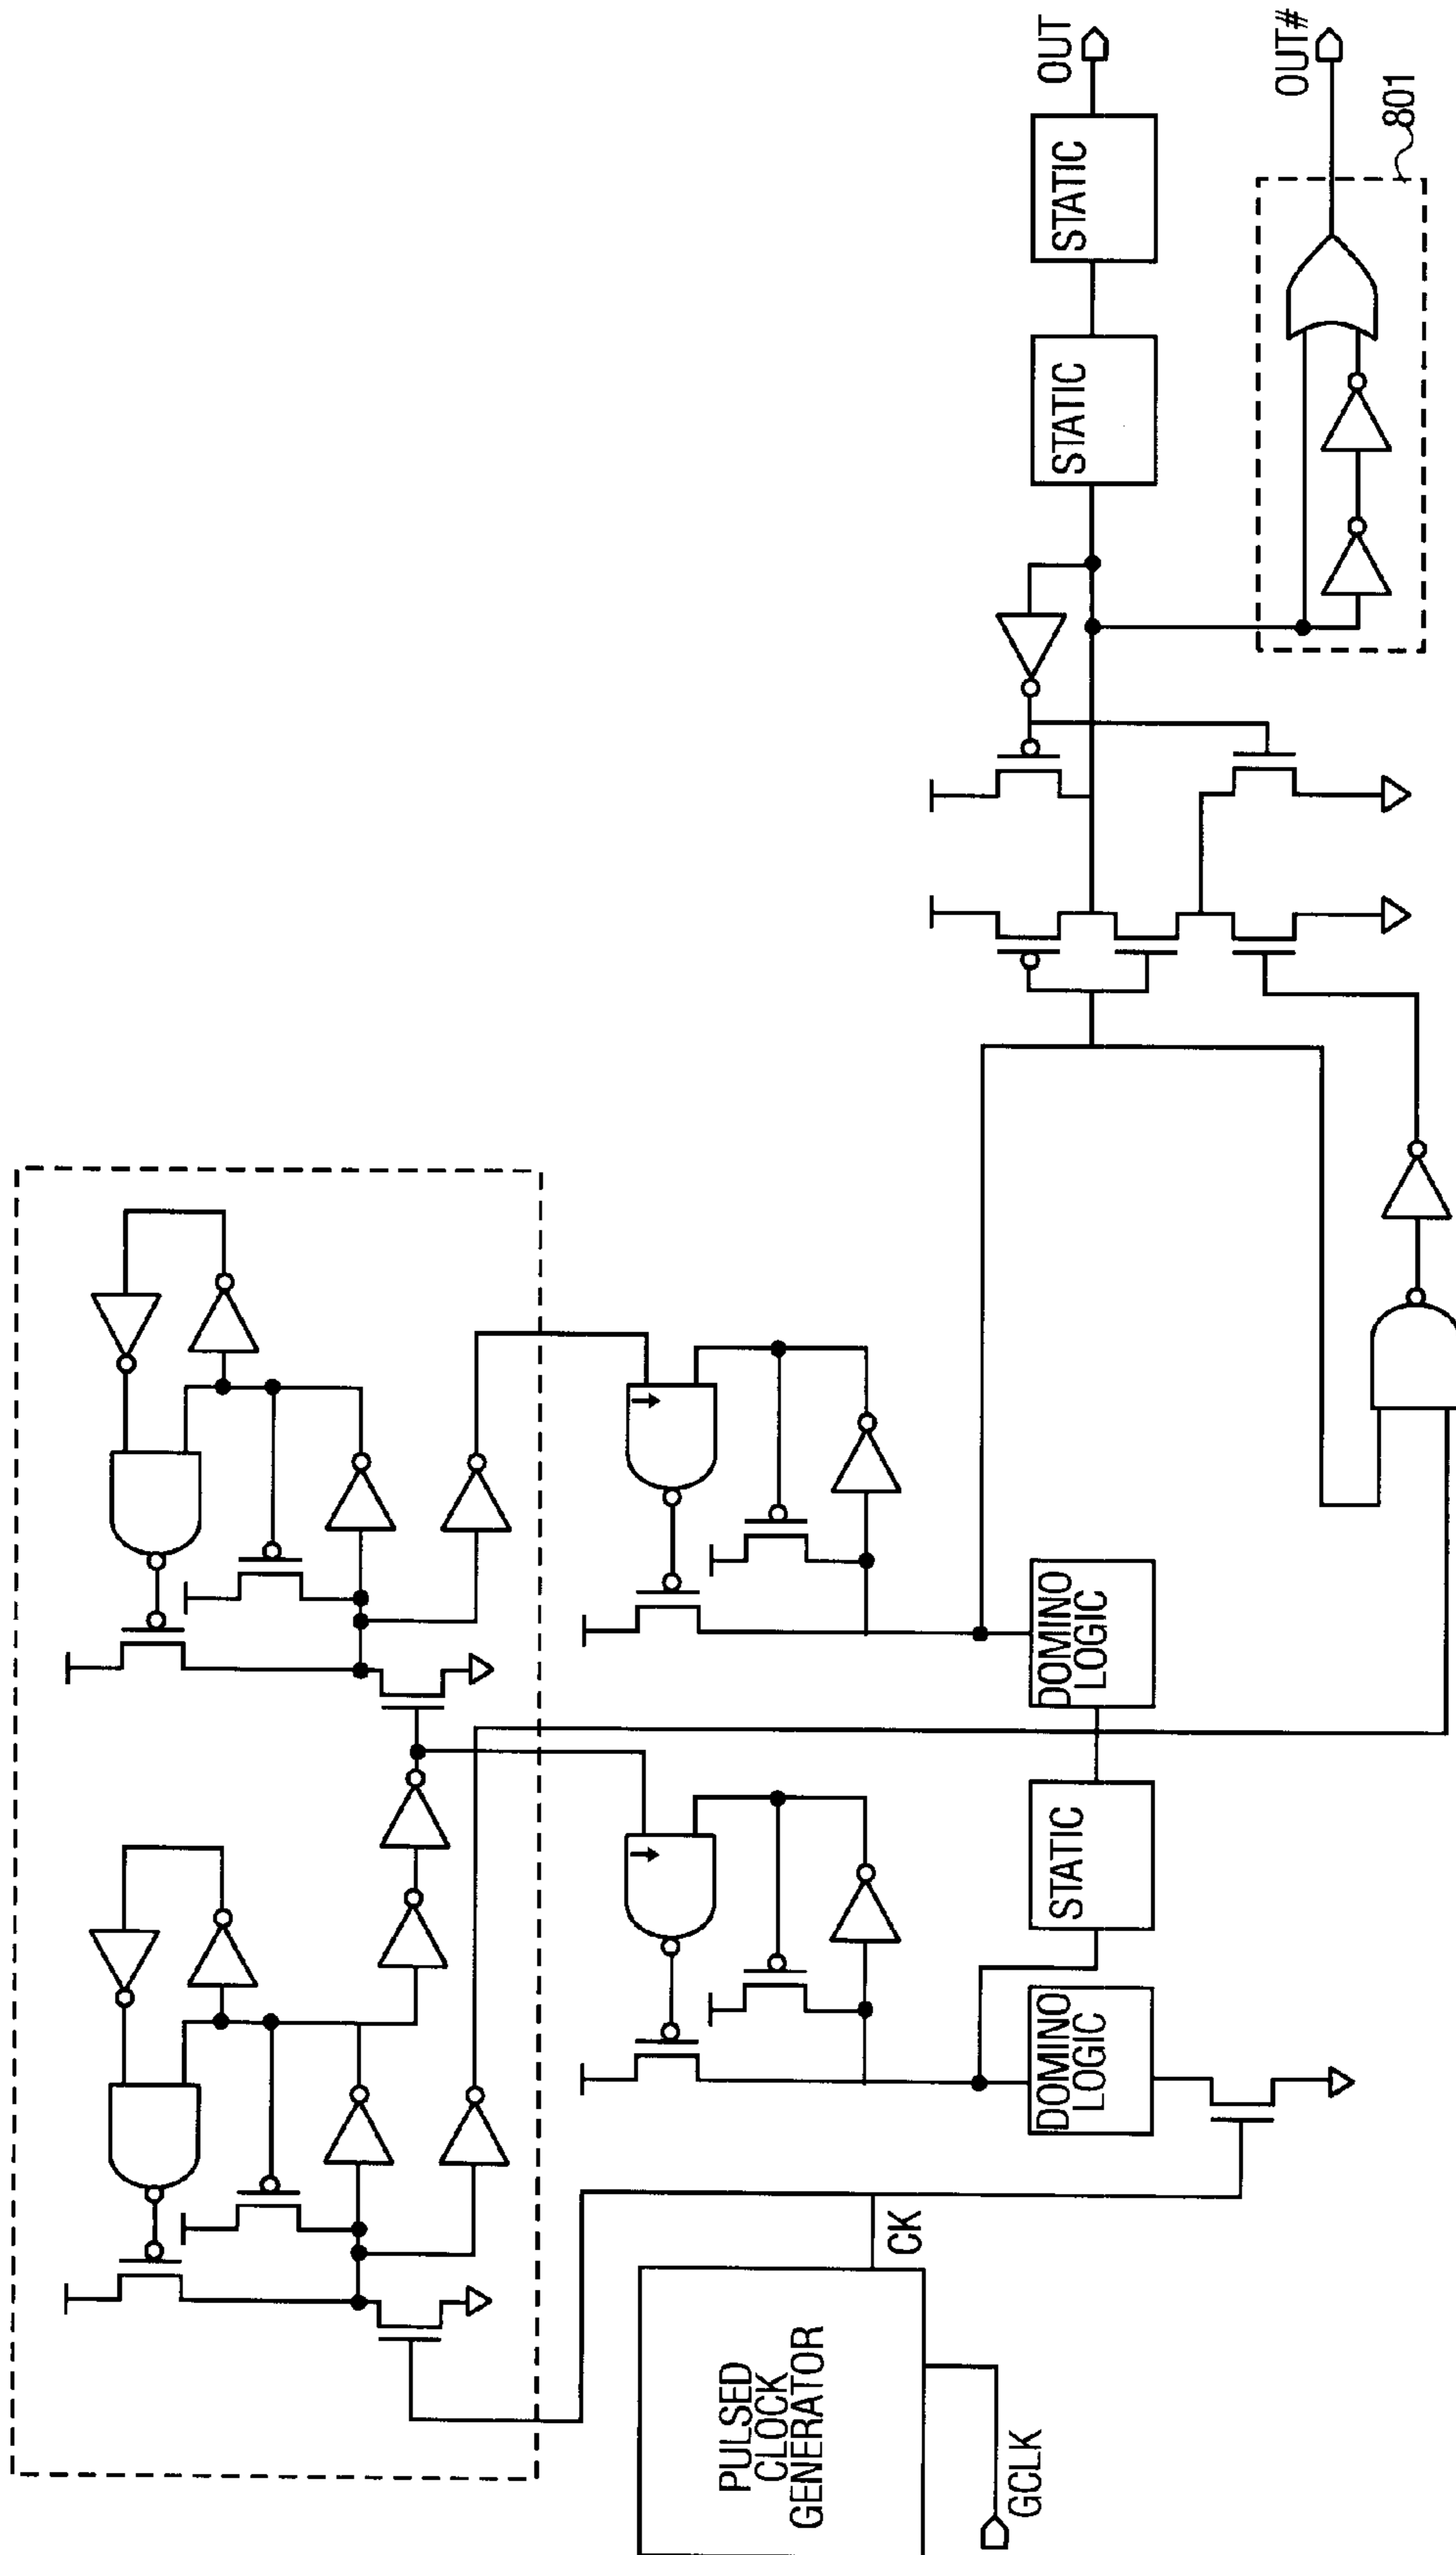 OUT
OUT#
STATIC
801
STATIC
DOMINO
LOGIC
STATIC
DOMINO
LOGIC
CK
PULSED
CLOCK
GENERATOR
GCLK